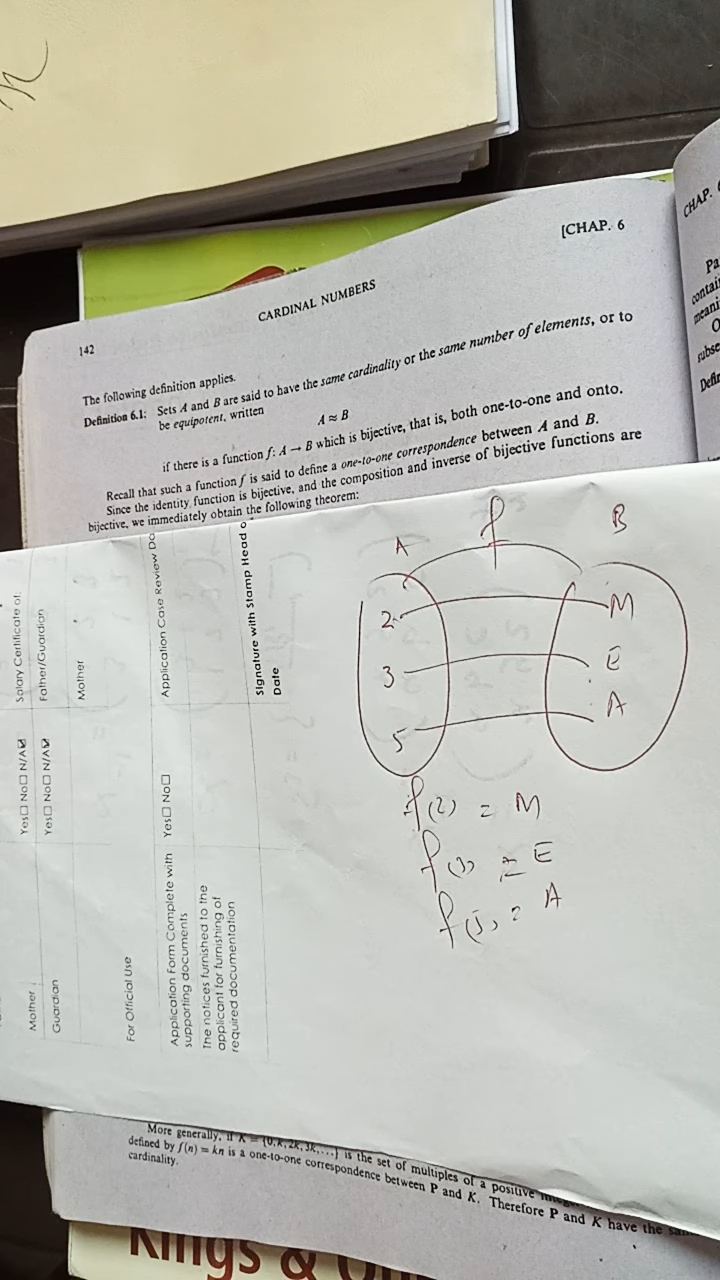 [CHAP. 6
CHAP. 6
142
CARDINAL NUMBERS
The following definition applies.
Definition 6.1: Sets A and B are said to have the same cardinality or the same number of elements, or to
be equipotent, written
A ≈ B
if there is a function f: A → B which is bijective, that is, both one-to-one and onto.
Recall that such a function f is said to define a one-to-one correspondence between A and B.
Since the identity function is bijective, and the composition and inverse of bijective functions are
bijective, we immediately obtain the following theorem:
Pa
contai
meani
O
subse
Defin
A f B
2 M
3 E
5 A
f(2) = M
f(3) = E
f(5) = A
Salary Certificate of:
Yes☐ No☐ N/A☑
Father/Guardian
Yes☐ No☐ N/A☑
Mother
Mother
Guardian
For Official Use
Application Form Complete with
supporting documents
Yes☐ No☐
Application Case Review Do
The notices furnished to the
applicant for furnishing of
required documentation
Signature with Stamp Head o
Date
More generally, if K = {0, k, 2k, 3k, ...} is the set of multiples of a positive
defined by f(n) = kn is a one-to-one correspondence between P and K. Therefore P and K have the
cardinality.
Kings &